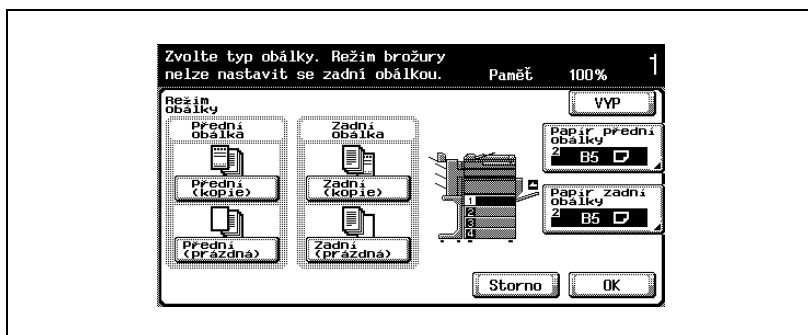 Zvolte typ obálky. Režim brožury
nelze nastavit se zadní obálkou.
Paměť 100% 1
Režim
obálky
VYP
Přední
obálka
Zadní
obálka
Přední
(kopie)
Zadní
(kopie)
Přední
(prázdná)
Zadní
(prázdná)
1
2
3
4
Papír přední
obálky
2 B5
Papír zadní
obálky
2 B5
Storno
OK